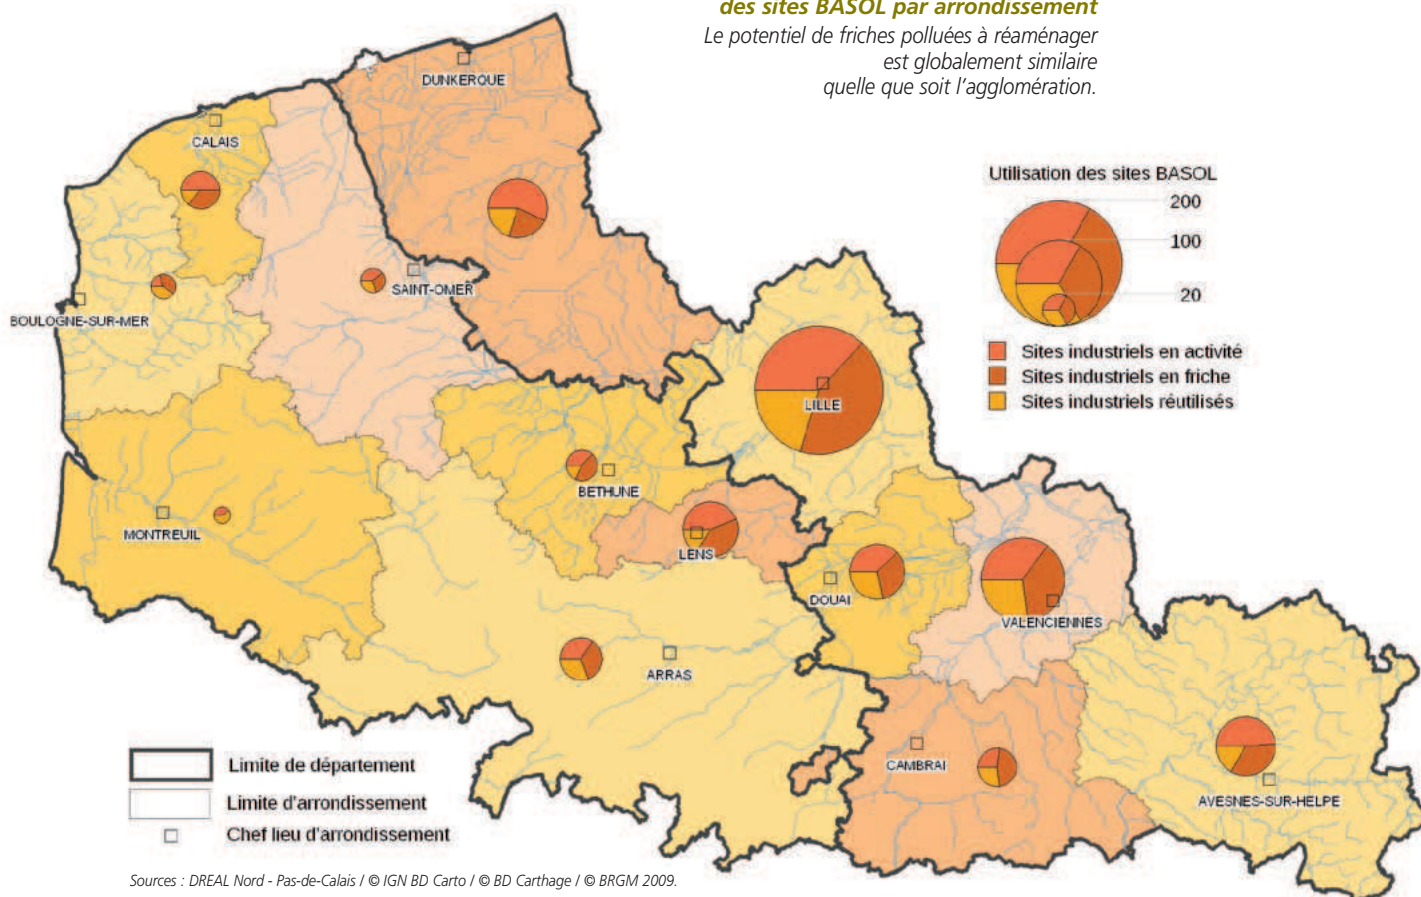 des sites BASOL par arrondissement
Le potentiel de friches polluées à réaménager
est globalement similaire
quelle que soit l'agglomération.
DUNKERQUE
CALAIS
SAINT-OMER
BOULOGNE-SUR-MER
Utilisation des sites BASOL
200
100
20
Sites industriels en activité
Sites industriels en friche
Sites industriels réutilisés
LILLE
BETHUNE
MONTREUIL
LENS
DOUAI
VALENCIENNES
ARRAS
CAMBRAI
AVESNES-SUR-HELPE
Limite de département
Limite d'arrondissement
Chef lieu d'arrondissement
Sources : DREAL Nord - Pas-de-Calais / © IGN BD Carto / © BD Carthage / © BRGM 2009.